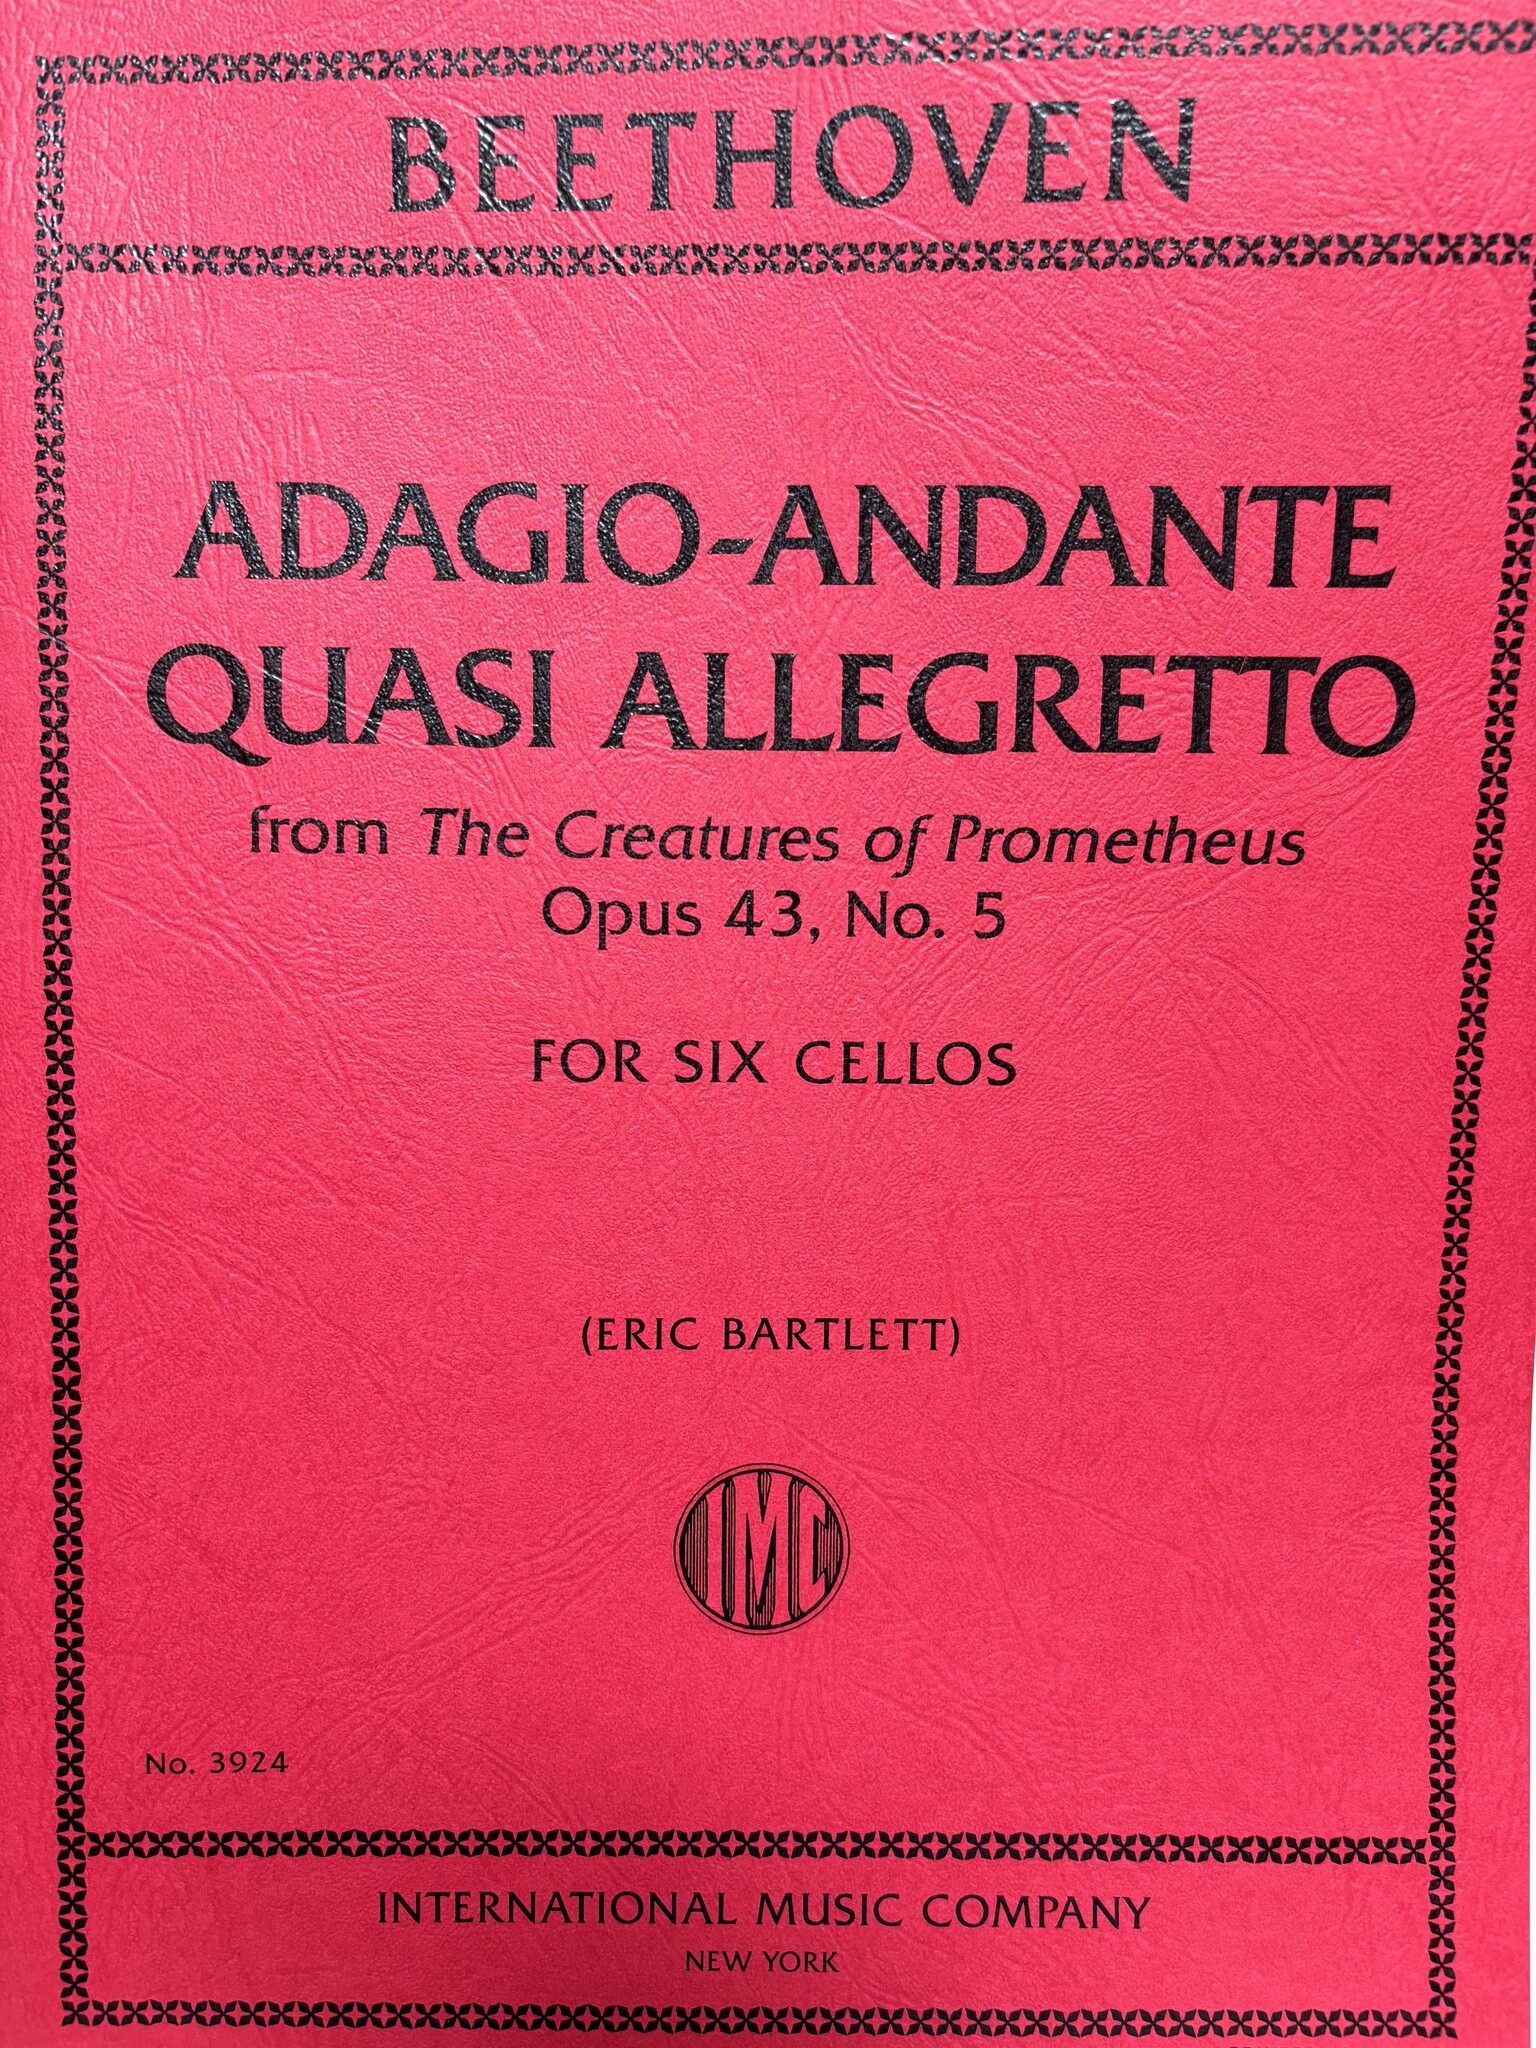 BEETHOVEN
ADAGIO-ANDANTE
QUASI ALLEGRETTO
from The Creatures of Prometheus
Opus 43, No. 5
FOR SIX CELLOS
(ERIC BARTLETT)
IMC
No. 3924
INTERNATIONAL MUSIC COMPANY
NEW YORK